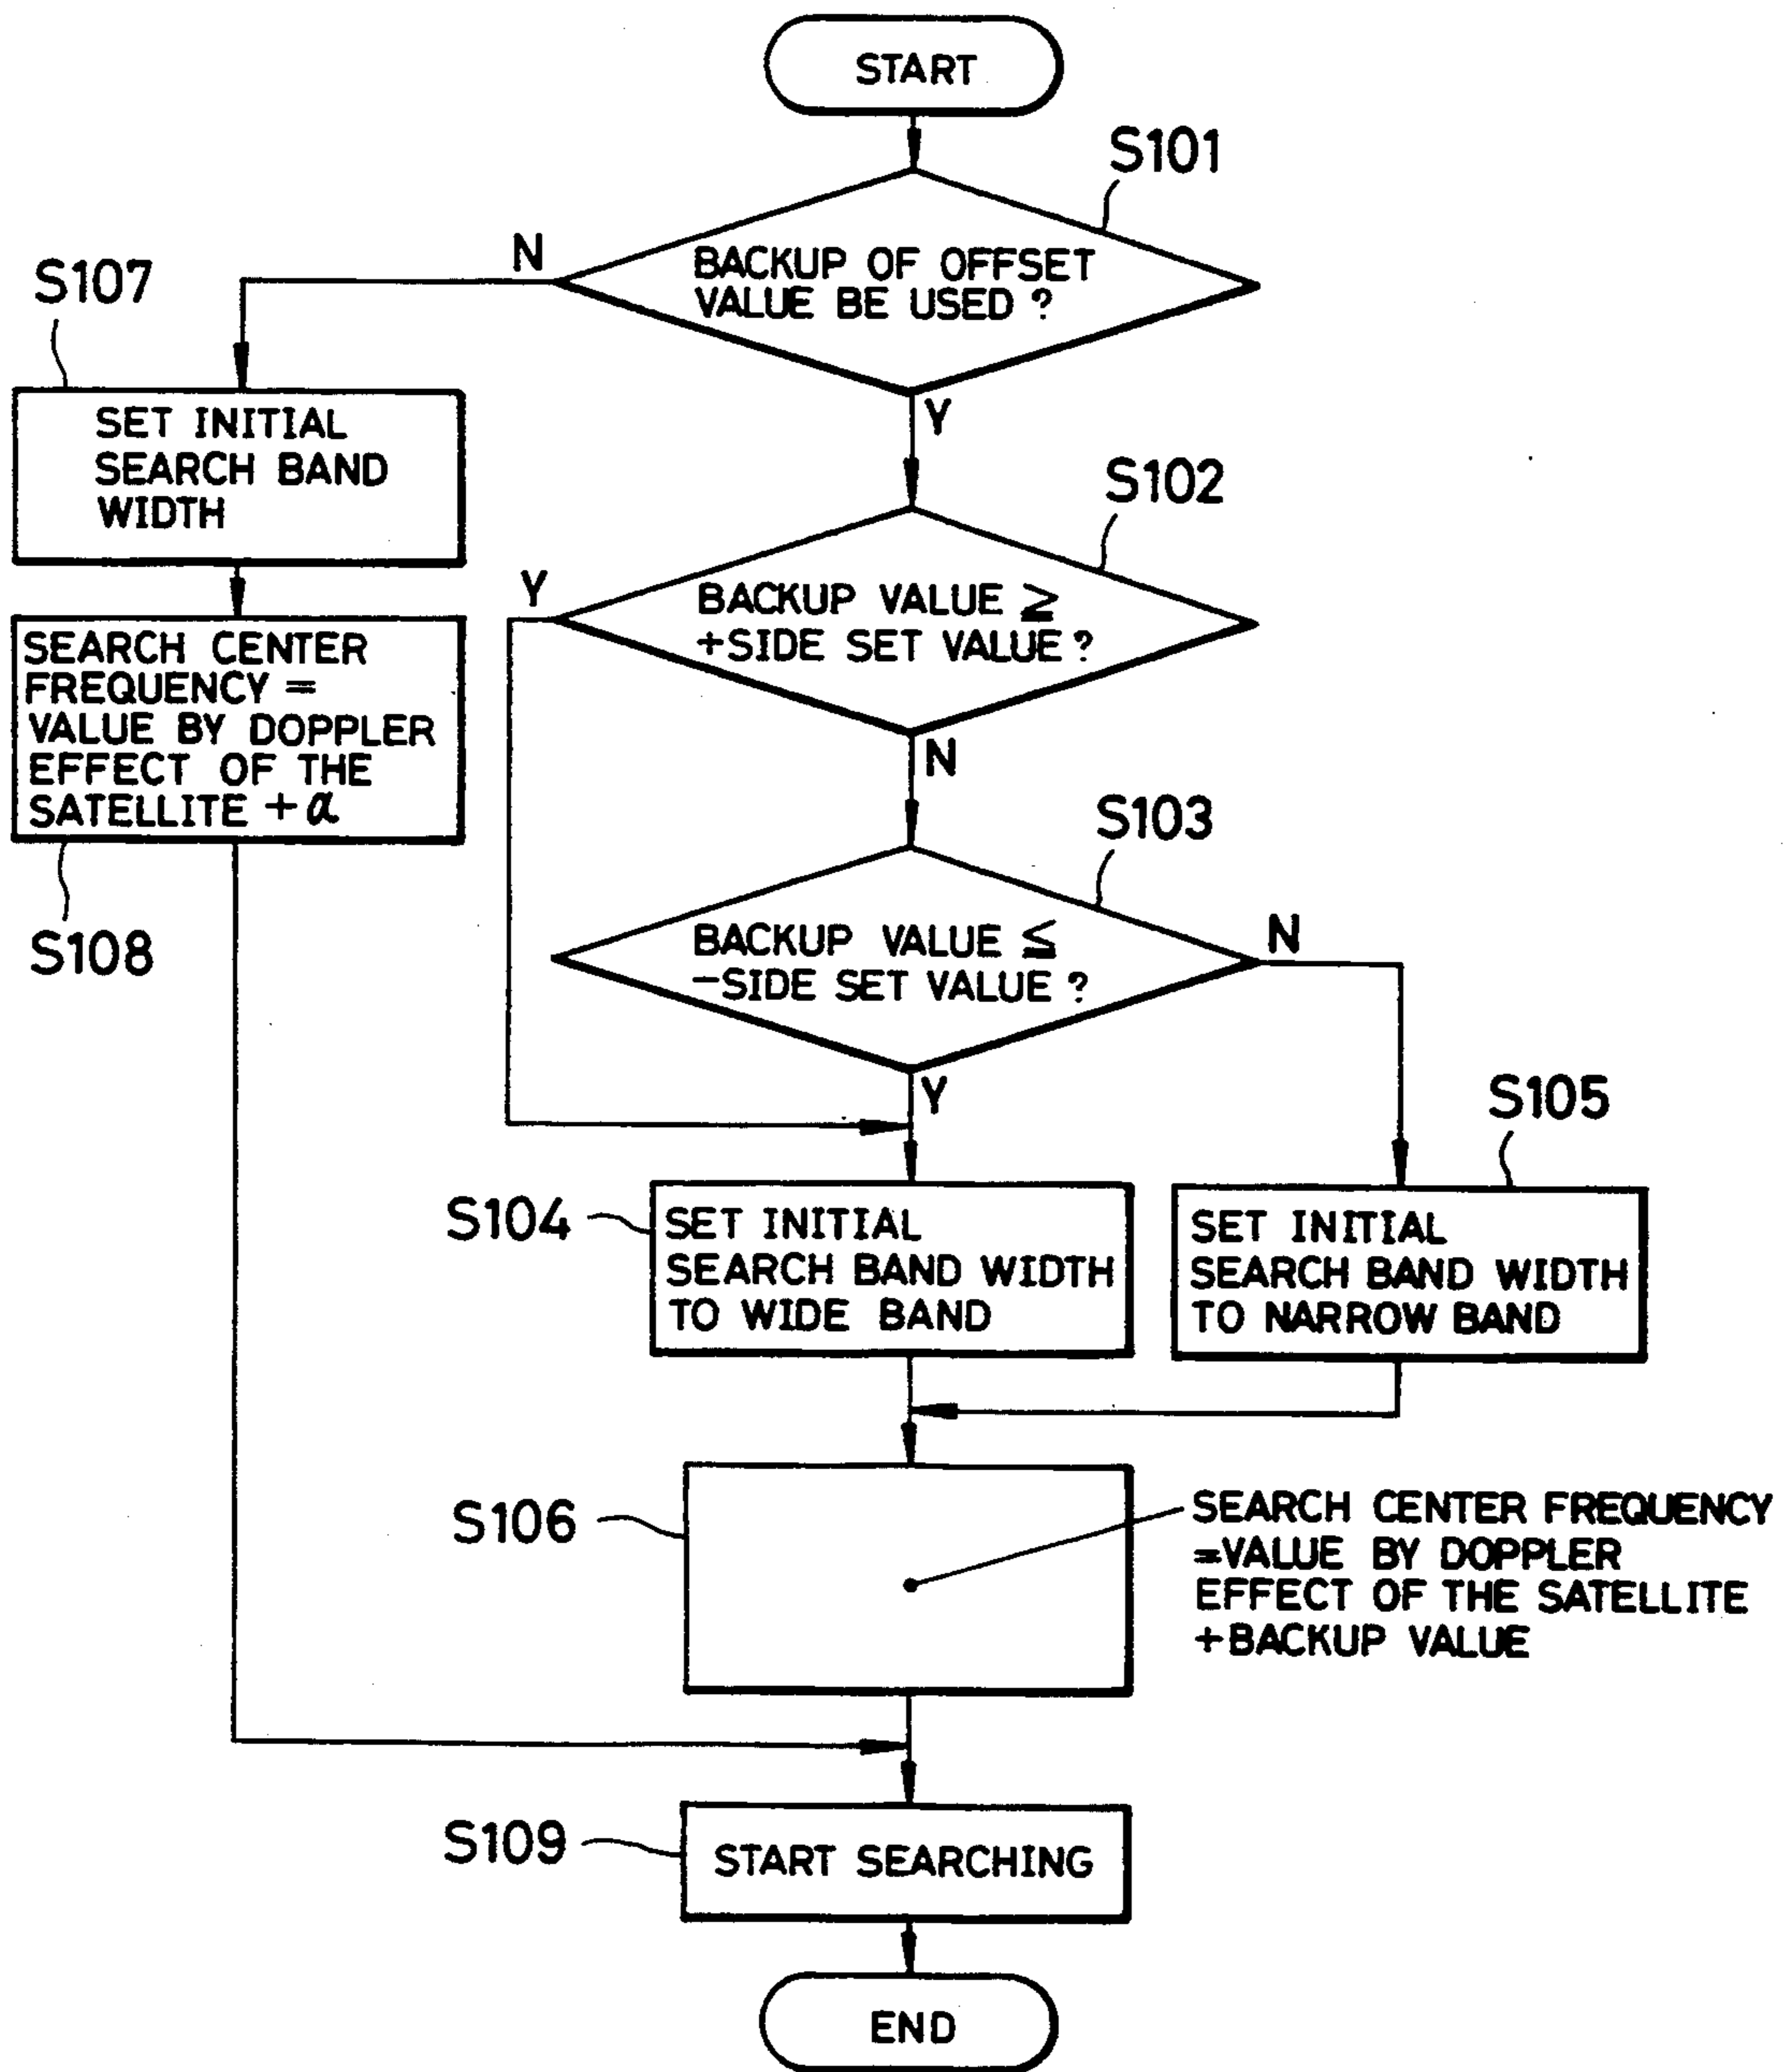 START
S101
N
BACKUP OF OFFSET
VALUE BE USED ?
S107
Y
SET INITIAL
SEARCH BAND
WIDTH
S102
Y
BACKUP VALUE ≧
+SIDE SET VALUE ?
SEARCH CENTER
FREQUENCY =
VALUE BY DOPPLER
EFFECT OF THE
SATELLITE +α
N
S103
S108
BACKUP VALUE ≦
−SIDE SET VALUE ?
N
Y
S105
S104
SET INITIAL
SEARCH BAND WIDTH
TO WIDE BAND
SET INITIAL
SEARCH BAND WIDTH
TO NARROW BAND
S106
SEARCH CENTER FREQUENCY
=VALUE BY DOPPLER
EFFECT OF THE SATELLITE
+BACKUP VALUE
S109
START SEARCHING
END